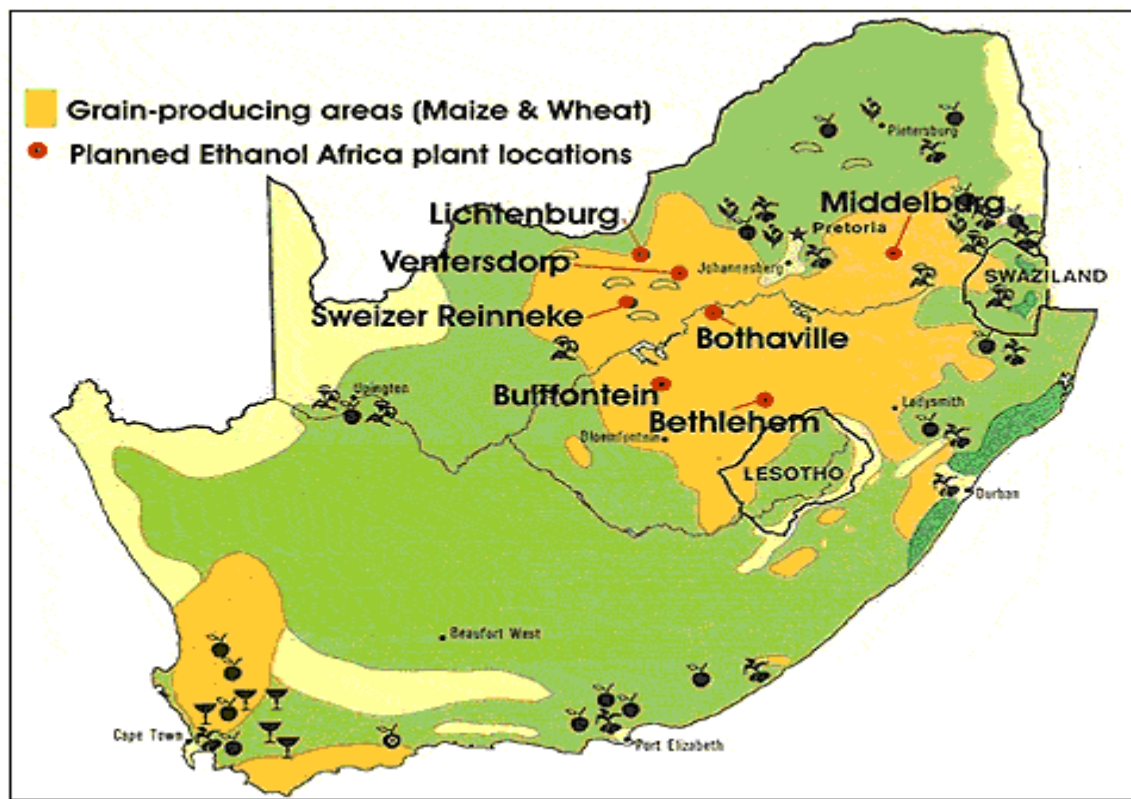 Grain-producing areas (Maize & Wheat)
Planned Ethanol Africa plant locations
Pietersburg
Lichtenburg
Middelburg
Pretoria
Ventersdorp
Johannesberg
SWAZILAND
Sweizer Reinneke
Bothaville
Upington
Bultfontein
Bethlehem
Ladysmith
Bloemfontein
LESOTHO
Durban
Beaufort West
Cape Town
Port Elizabeth